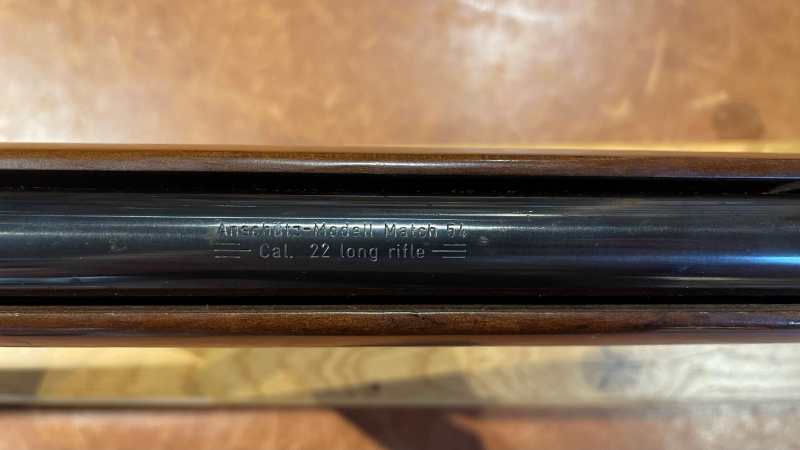 Anschütz-Modell Match 54
Cal. 22 long rifle